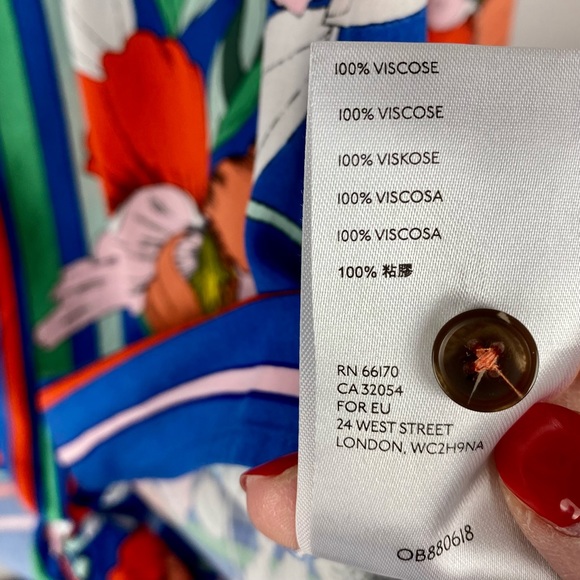 100% VISCOSE
100% VISCOSE
100% VISKOSE
100% VISCOSA
100% VISCOSA
100% 粘膠
RN 66170
CA 32054
FOR EU
24 WEST STREET
LONDON, WC2H9NA
OB880618